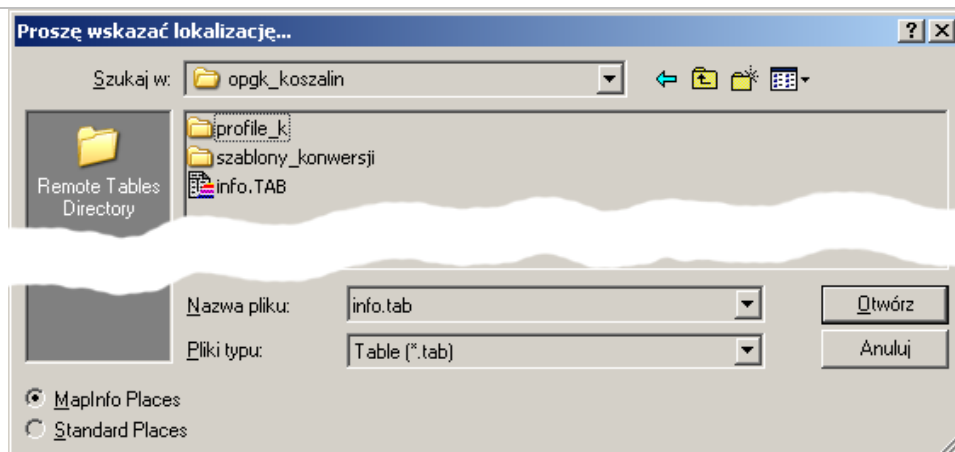 Proszę wskazać lokalizację...
Szukaj w: opgk_koszalin
profile_k
szablony_konwersji
info.TAB
Remote Tables
Directory
Nazwa pliku: info.tab Otwórz
Pliki typu: Table (*.tab) Anuluj
MapInfo Places
Standard Places